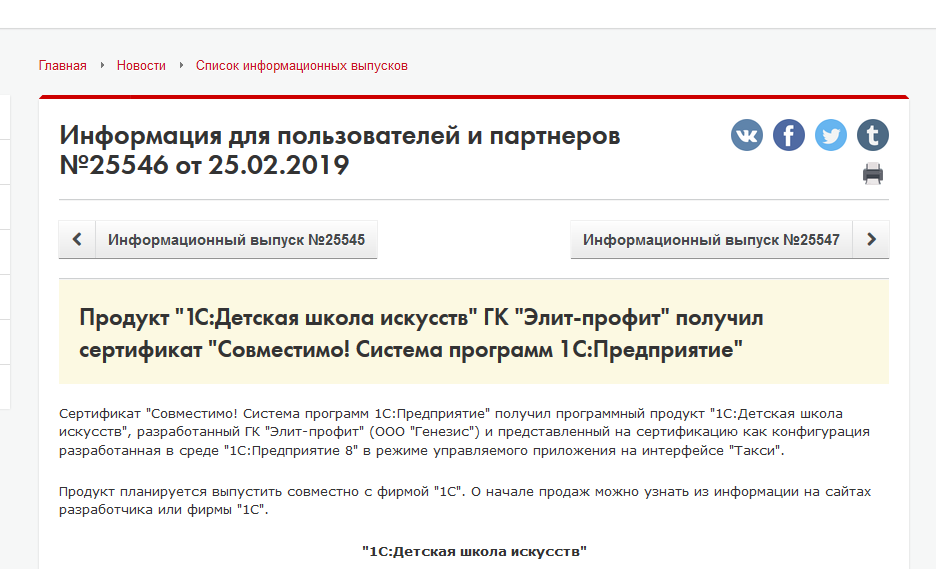 Главная Новости Список информационных выпусков
Информация для пользователей и партнеров
№25546 от 25.02.2019
Информационный выпуск №25545
Информационный выпуск №25547
Продукт "1С:Детская школа искусств" ГК "Элит-профит" получил
сертификат "Совместимо! Система программ 1С:Предприятие"
Сертификат "Совместимо! Система программ 1С:Предприятие" получил программный продукт "1С:Детская школа
искусств", разработанный ГК "Элит-профит" (ООО "Генезис") и представленный на сертификацию как конфигурация
разработанная в среде "1С:Предприятие 8" в режиме управляемого приложения на интерфейсе "Такси".
Продукт планируется выпустить совместно с фирмой "1С". О начале продаж можно узнать из информации на сайтах
разработчика или фирмы "1С".
"1С:Детская школа искусств"